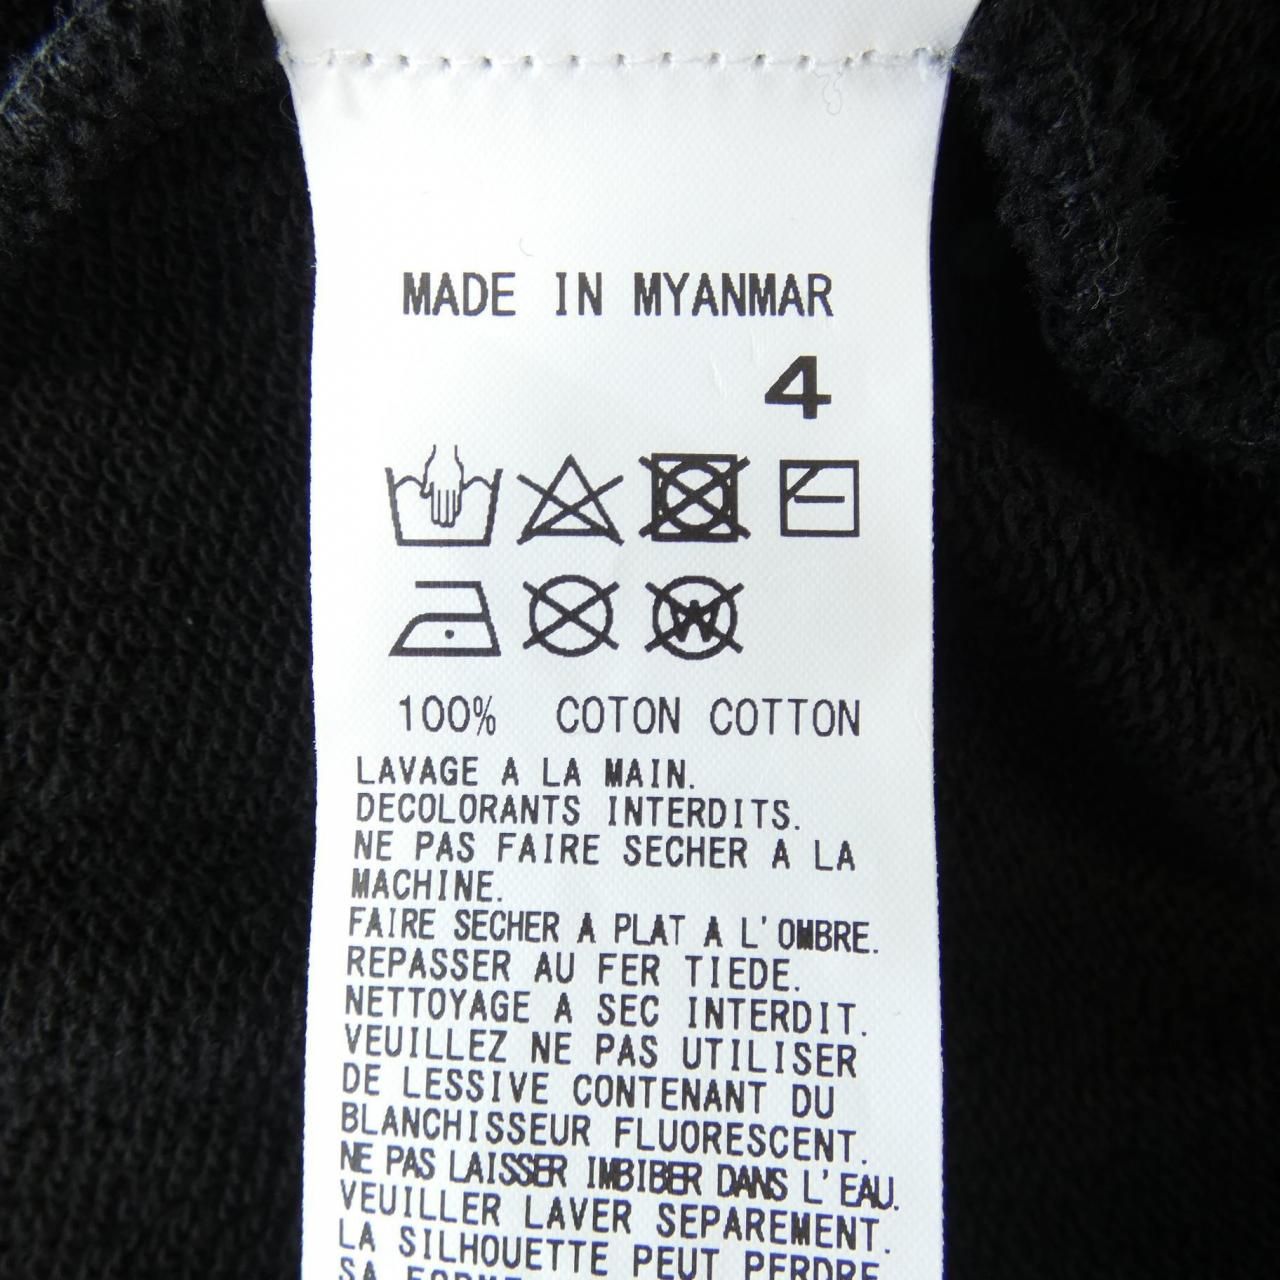 MADE IN MYANMAR
4
W
100% COTON COTTON
LAVAGE A LA MAIN.
DECOLORANTS INTERDITS.
NE PAS FAIRE SECHER A LA
MACHINE.
FAIRE SECHER A PLAT A L'OMBRE.
REPASSER AU FER TIEDE.
NETTOYAGE A SEC INTERDIT.
VEUILLEZ NE PAS UTILISER
DE LESSIVE CONTENANT DU
BLANCHISSEUR FLUORESCENT.
NE PAS LAISSER IMBIBER DANS L'EAU.
VEUILLER LAVER SEPAREMENT.
LA SILHOUETTE PEUT PERDRE
SA